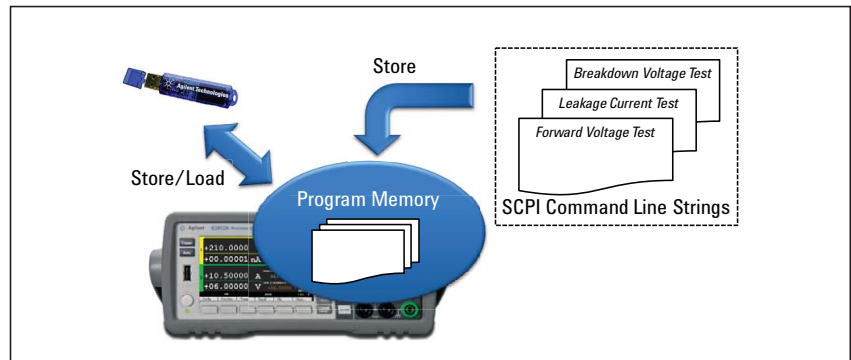 Agilent Technologies
Store
Breakdown Voltage Test
Leakage Current Test
Forward Voltage Test
Store/Load
Program Memory
SCPI Command Line Strings
Agilent
+210.0000
+00.00001 nA
+10.50000 A
+06.00000 V